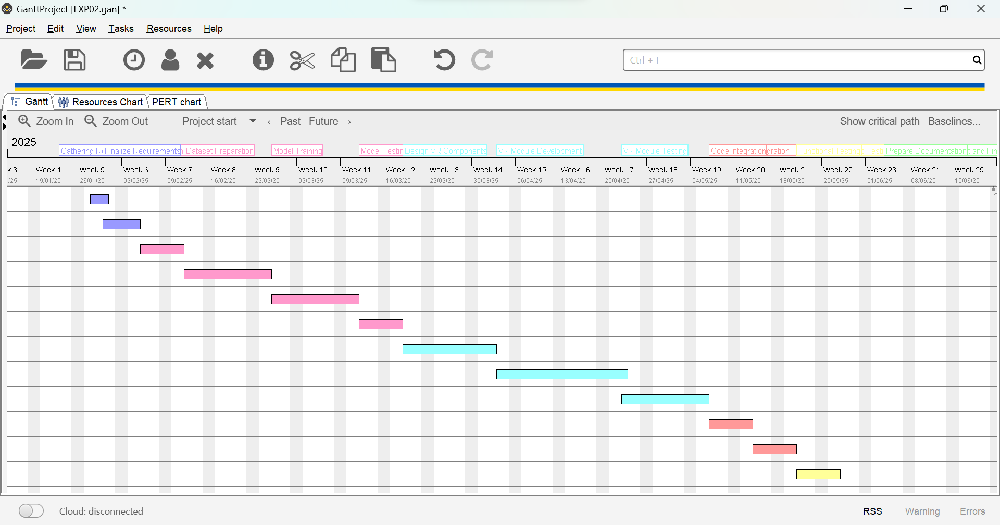 GanttProject [EXP02.gan] *
Project Edit View Tasks Resources Help
Ctrl + F
Gantt Resources Chart PERT chart
Zoom In Zoom Out Project start ← Past Future → Show critical path Baselines...
2025
Gathering Finalize Requirements Dataset Preparation Model Training Model Testin Design VR Components VR Module Development VR Module Testing Code Integration gration T Functional Testing Testi Prepare Documentation and Fin
k 3 Week 4 Week 5 Week 6 Week 7 Week 8 Week 9 Week 10 Week 11 Week 12 Week 13 Week 14 Week 15 Week 16 Week 17 Week 18 Week 19 Week 20 Week 21 Week 22 Week 23 Week 24 Week 25
/25 19/01/25 26/01/25 02/02/25 09/02/25 16/02/25 23/02/25 02/03/25 09/03/25 16/03/25 23/03/25 30/03/25 06/04/25 13/04/25 20/04/25 27/04/25 04/05/25 11/05/25 18/05/25 25/05/25 01/06/25 08/06/25 15/06/25
2
Cloud: disconnected RSS Warning Errors